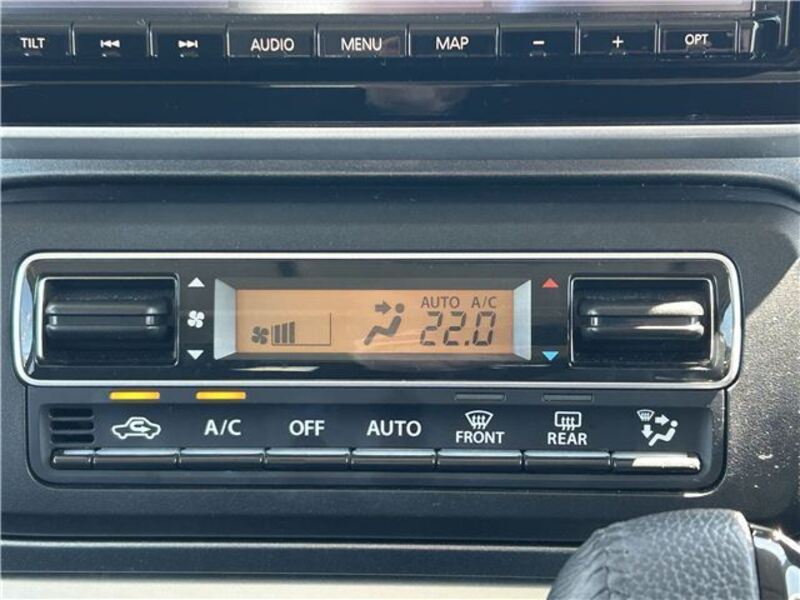 TILT AUDIO MENU MAP - + OPT
AUTO A/C
22.0
A/C OFF AUTO FRONT REAR